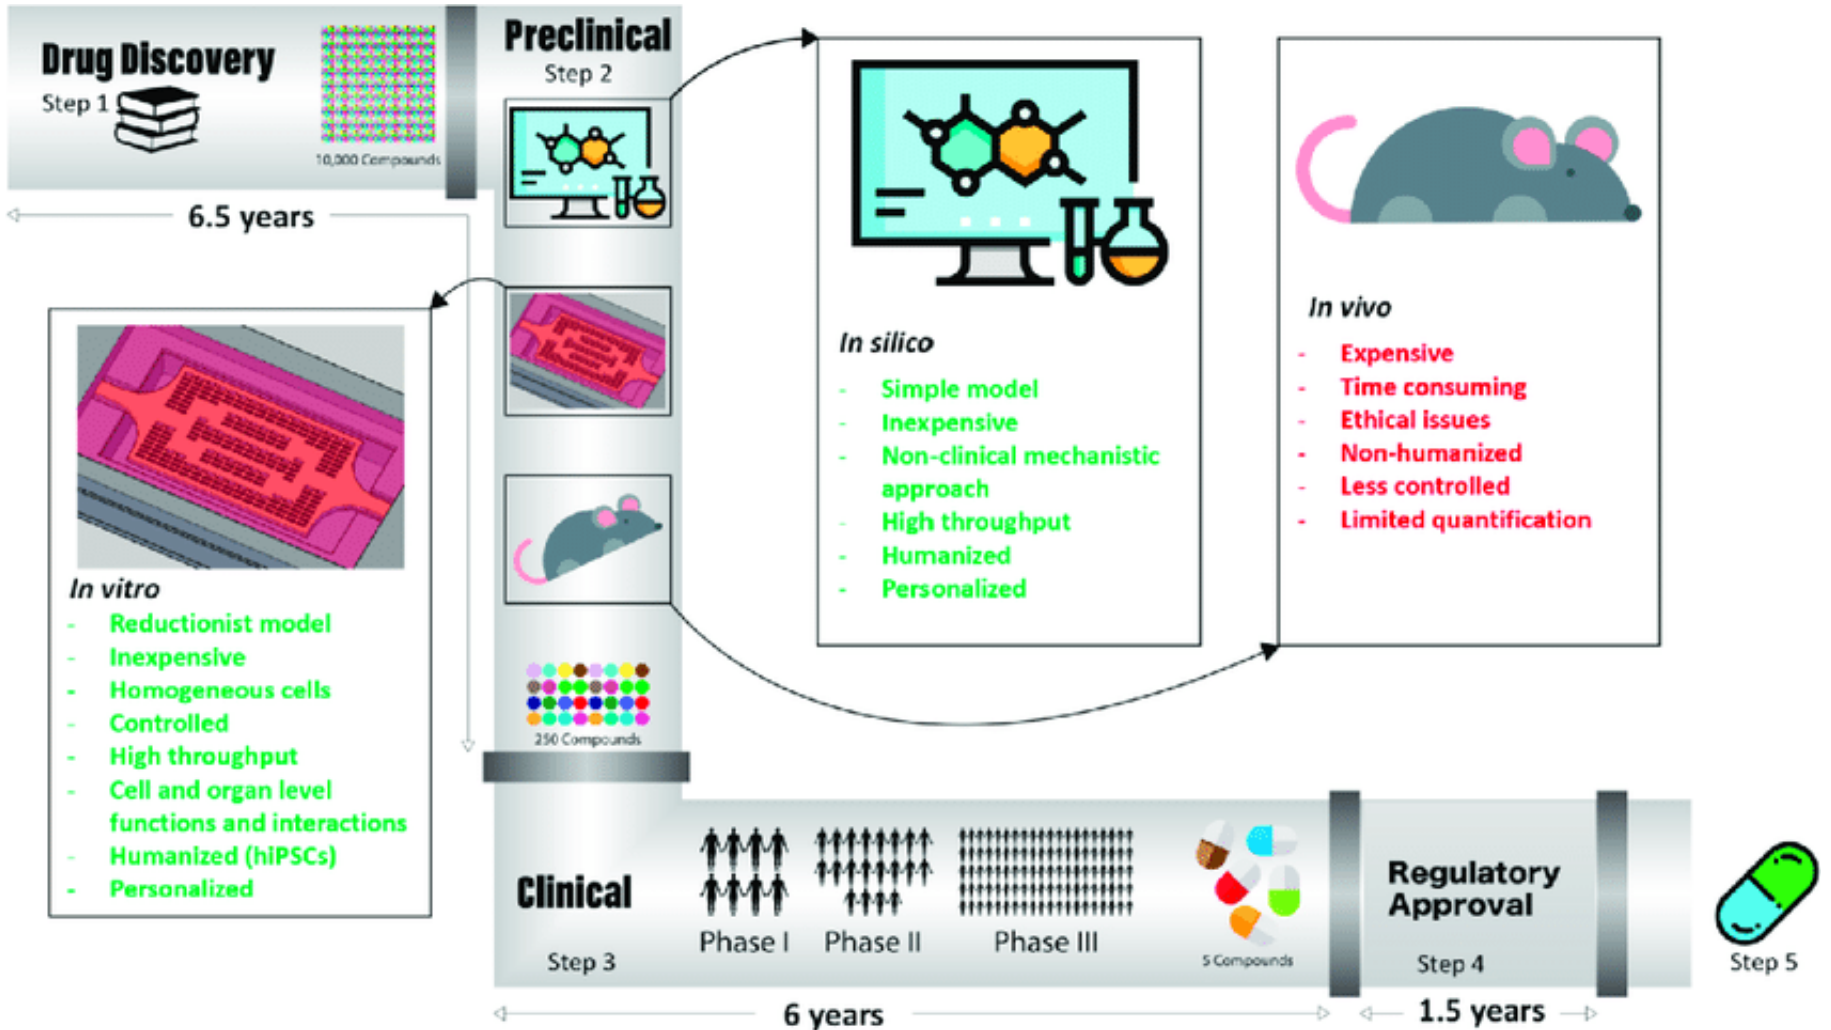 Drug Discovery
Step 1
10,000 Compounds
6.5 years
Preclinical
Step 2
In vitro
- Reductionist model
- Inexpensive
- Homogeneous cells
- Controlled
- High throughput
- Cell and organ level
functions and interactions
- Humanized (hiPSCs)
- Personalized
In silico
- Simple model
- Inexpensive
- Non-clinical mechanistic
approach
- High throughput
- Humanized
- Personalized
In vivo
- Expensive
- Time consuming
- Ethical issues
- Non-humanized
- Less controlled
- Limited quantification
250 Compounds
Clinical
Step 3
Phase I
Phase II
Phase III
5 Compounds
6 years
Regulatory
Approval
Step 4
1.5 years
Step 5